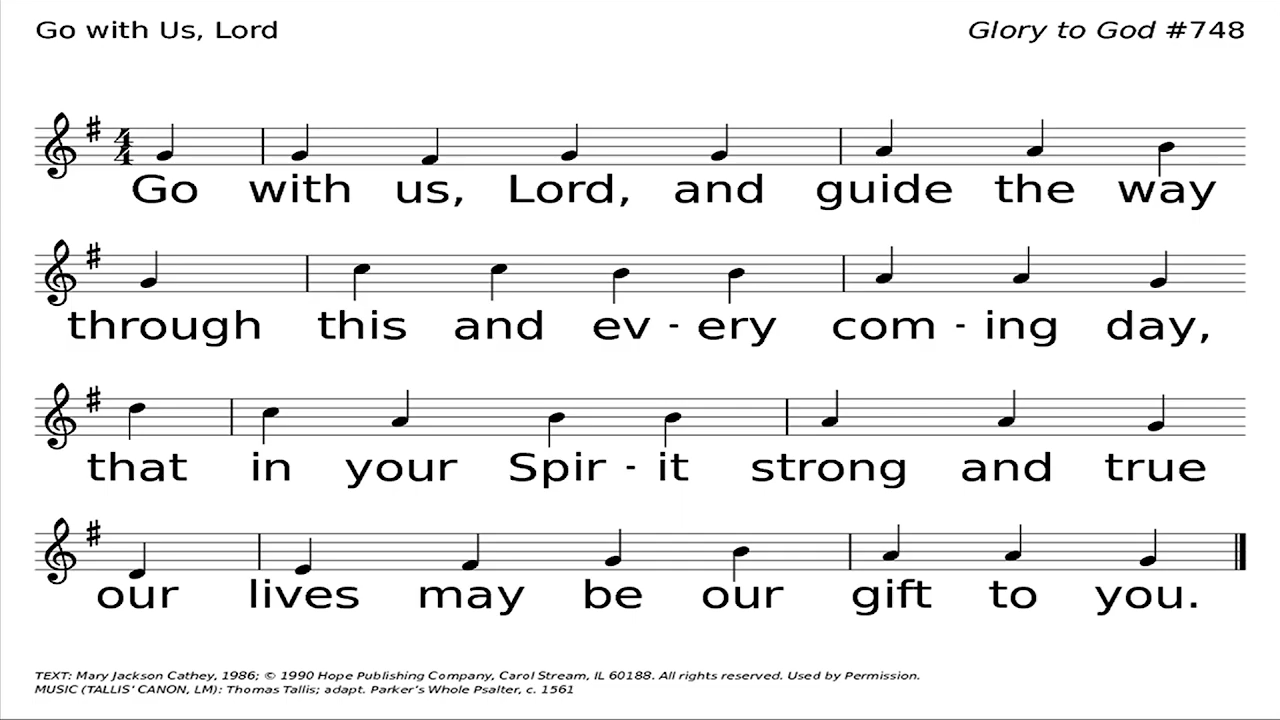 Go with Us, Lord
Glory to God #748
4
4
Go with us, Lord, and guide the way
through this and ev - ery com - ing day,
that in your Spir - it strong and true
our lives may be our gift to you.
TEXT: Mary Jackson Cathey, 1986; © 1990 Hope Publishing Company, Carol Stream, IL 60188. All rights reserved. Used by Permission.
MUSIC (TALLIS' CANON, LM): Thomas Tallis; adapt. Parker's Whole Psalter, c. 1561